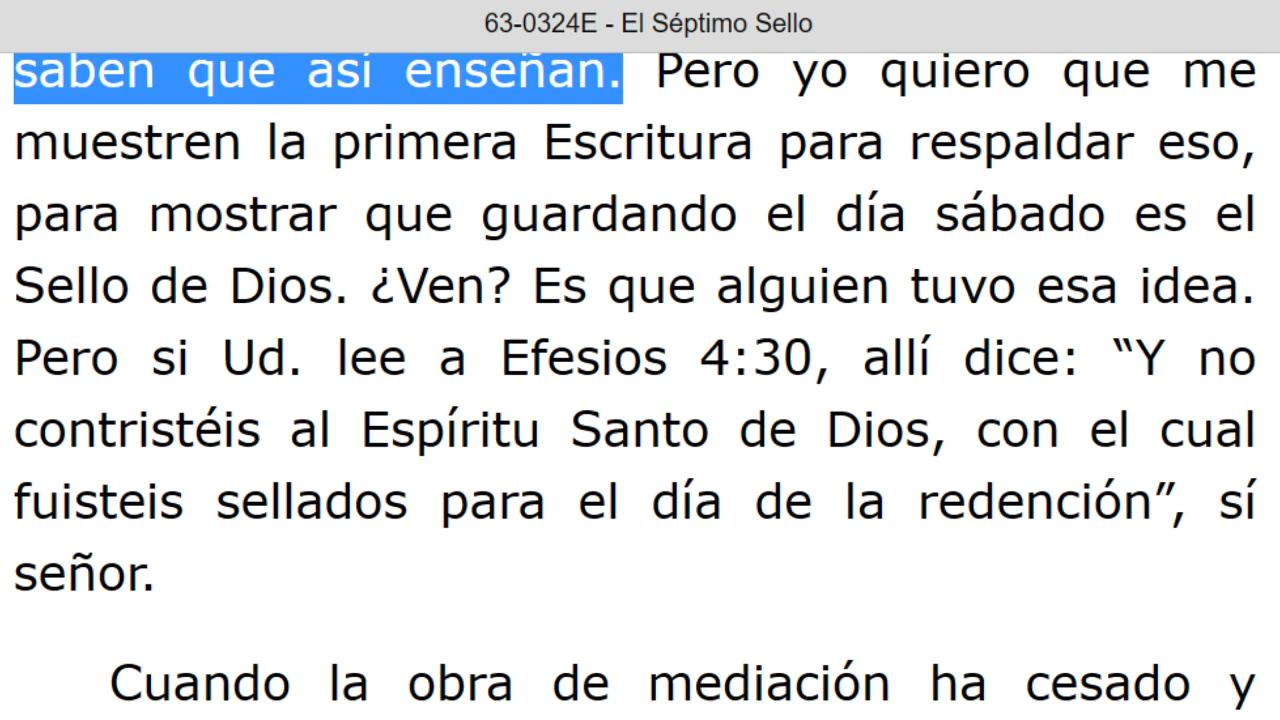 63-0324E - El Séptimo Sello
saben que así enseñan. Pero yo quiero que me
muestren la primera Escritura para respaldar eso,
para mostrar que guardando el día sábado es el
Sello de Dios. ¿Ven? Es que alguien tuvo esa idea.
Pero si Ud. lee a Efesios 4:30, allí dice: “Y no
contristéis al Espíritu Santo de Dios, con el cual
fuisteis sellados para el día de la redención”, sí
señor.
Cuando la obra de mediación ha cesado y